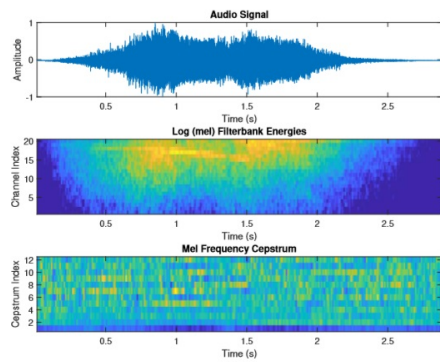 Audio Signal
1
0
-1
Amplitude
0.5 1 1.5 2 2.5
Time (s)
Log (mel) Filterbank Energies
20
15
10
5
Channel Index
0.5 1 1.5 2 2.5
Time (s)
Mel Frequency Cepstrum
12
10
8
6
4
2
Cepstrum Index
0.5 1 1.5 2 2.5
Time (s)